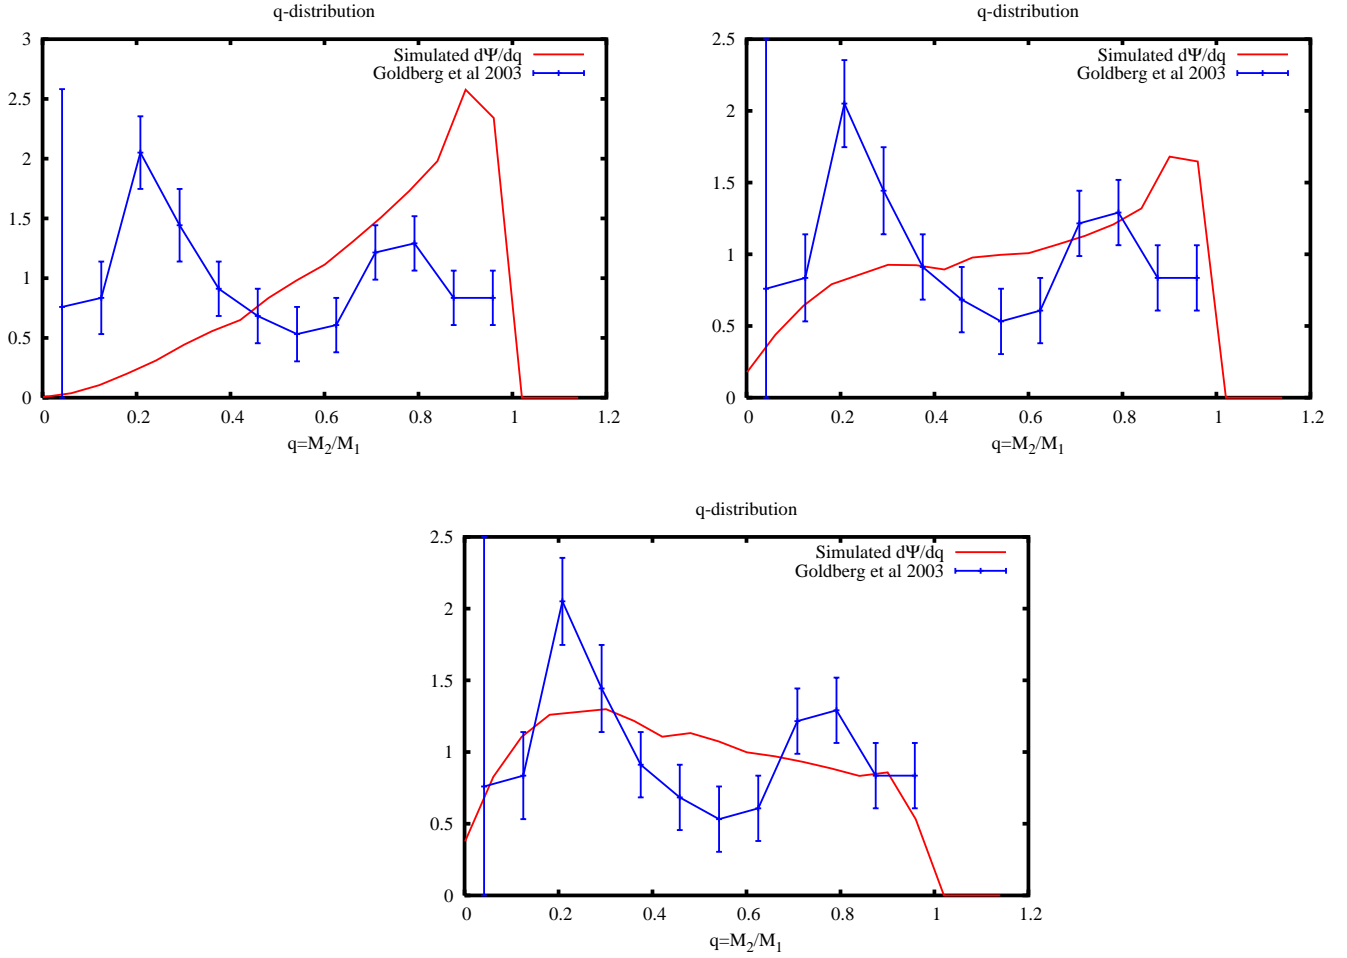 q-distribution
3
2.5
2
1.5
1
0.5
0
0 0.2 0.4 0.6 0.8 1 1.2
q=M2/M1
Simulated dΨ/dq
Goldberg et al 2003
q-distribution
2.5
2
1.5
1
0.5
0
0 0.2 0.4 0.6 0.8 1 1.2
q=M2/M1
Simulated dΨ/dq
Goldberg et al 2003
q-distribution
2.5
2
1.5
1
0.5
0
0 0.2 0.4 0.6 0.8 1 1.2
q=M2/M1
Simulated dΨ/dq
Goldberg et al 2003